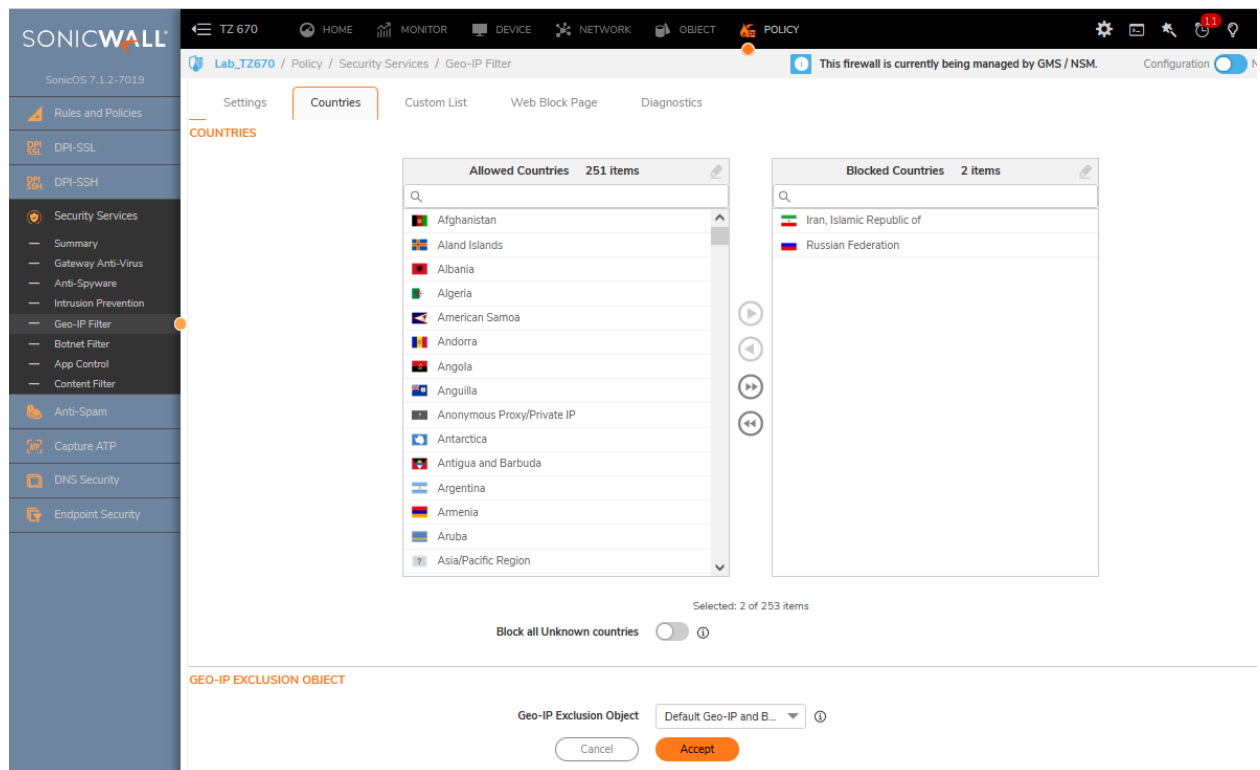 SONICWALL
TZ 670
HOME
MONITOR
DEVICE
NETWORK
OBJECT
POLICY
11
SonicOS 7.1.2-7019
Lab_TZ670 / Policy / Security Services / Geo-IP Filter
This firewall is currently being managed by GMS / NSM.
Configuration
N
Rules and Policies
DPI-SSL
DPI-SSH
Security Services
Summary
Gateway Anti-Virus
Anti-Spyware
Intrusion Prevention
Geo-IP Filter
Botnet Filter
App Control
Content Filter
Anti-Spam
Capture ATP
DNS Security
Endpoint Security
Settings
Countries
Custom List
Web Block Page
Diagnostics
COUNTRIES
Allowed Countries 251 items
Afghanistan
Aland Islands
Albania
Algeria
American Samoa
Andorra
Angola
Anguilla
Anonymous Proxy/Private IP
Antarctica
Antigua and Barbuda
Argentina
Armenia
Aruba
Asia/Pacific Region
Blocked Countries 2 items
Iran, Islamic Republic of
Russian Federation
Selected: 2 of 253 items
Block all Unknown countries
GEO-IP EXCLUSION OBJECT
Geo-IP Exclusion Object
Default Geo-IP and B...
Cancel
Accept